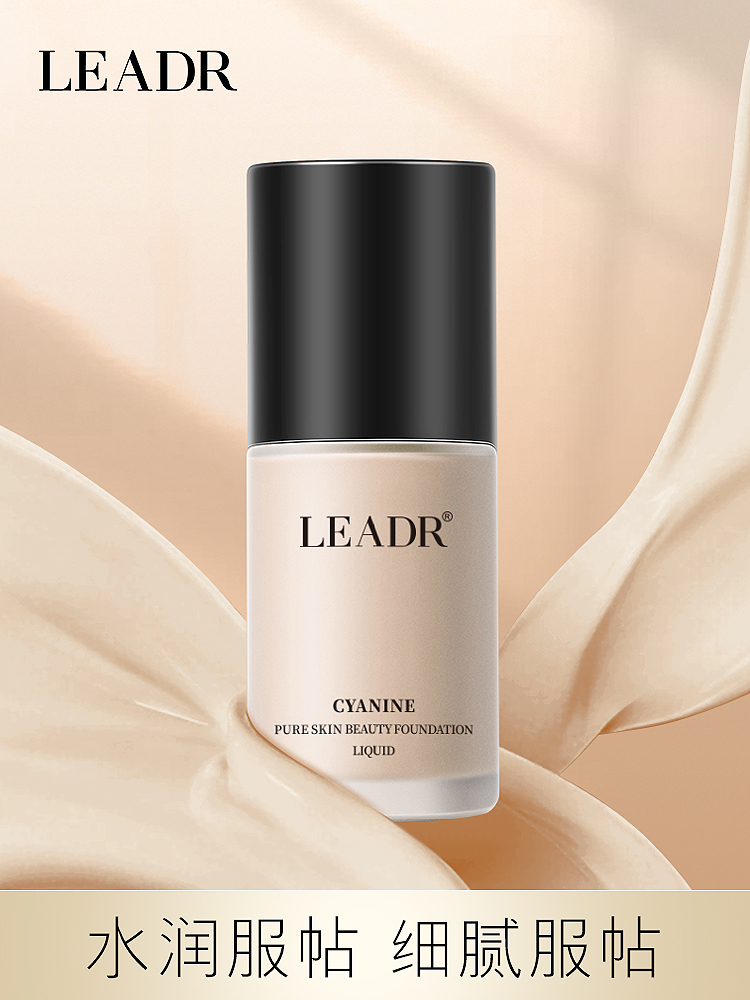 LEADR
LEADR®
CYANINE
PURE SKIN BEAUTY FOUNDATION
LIQUID
水润服帖 细腻服帖